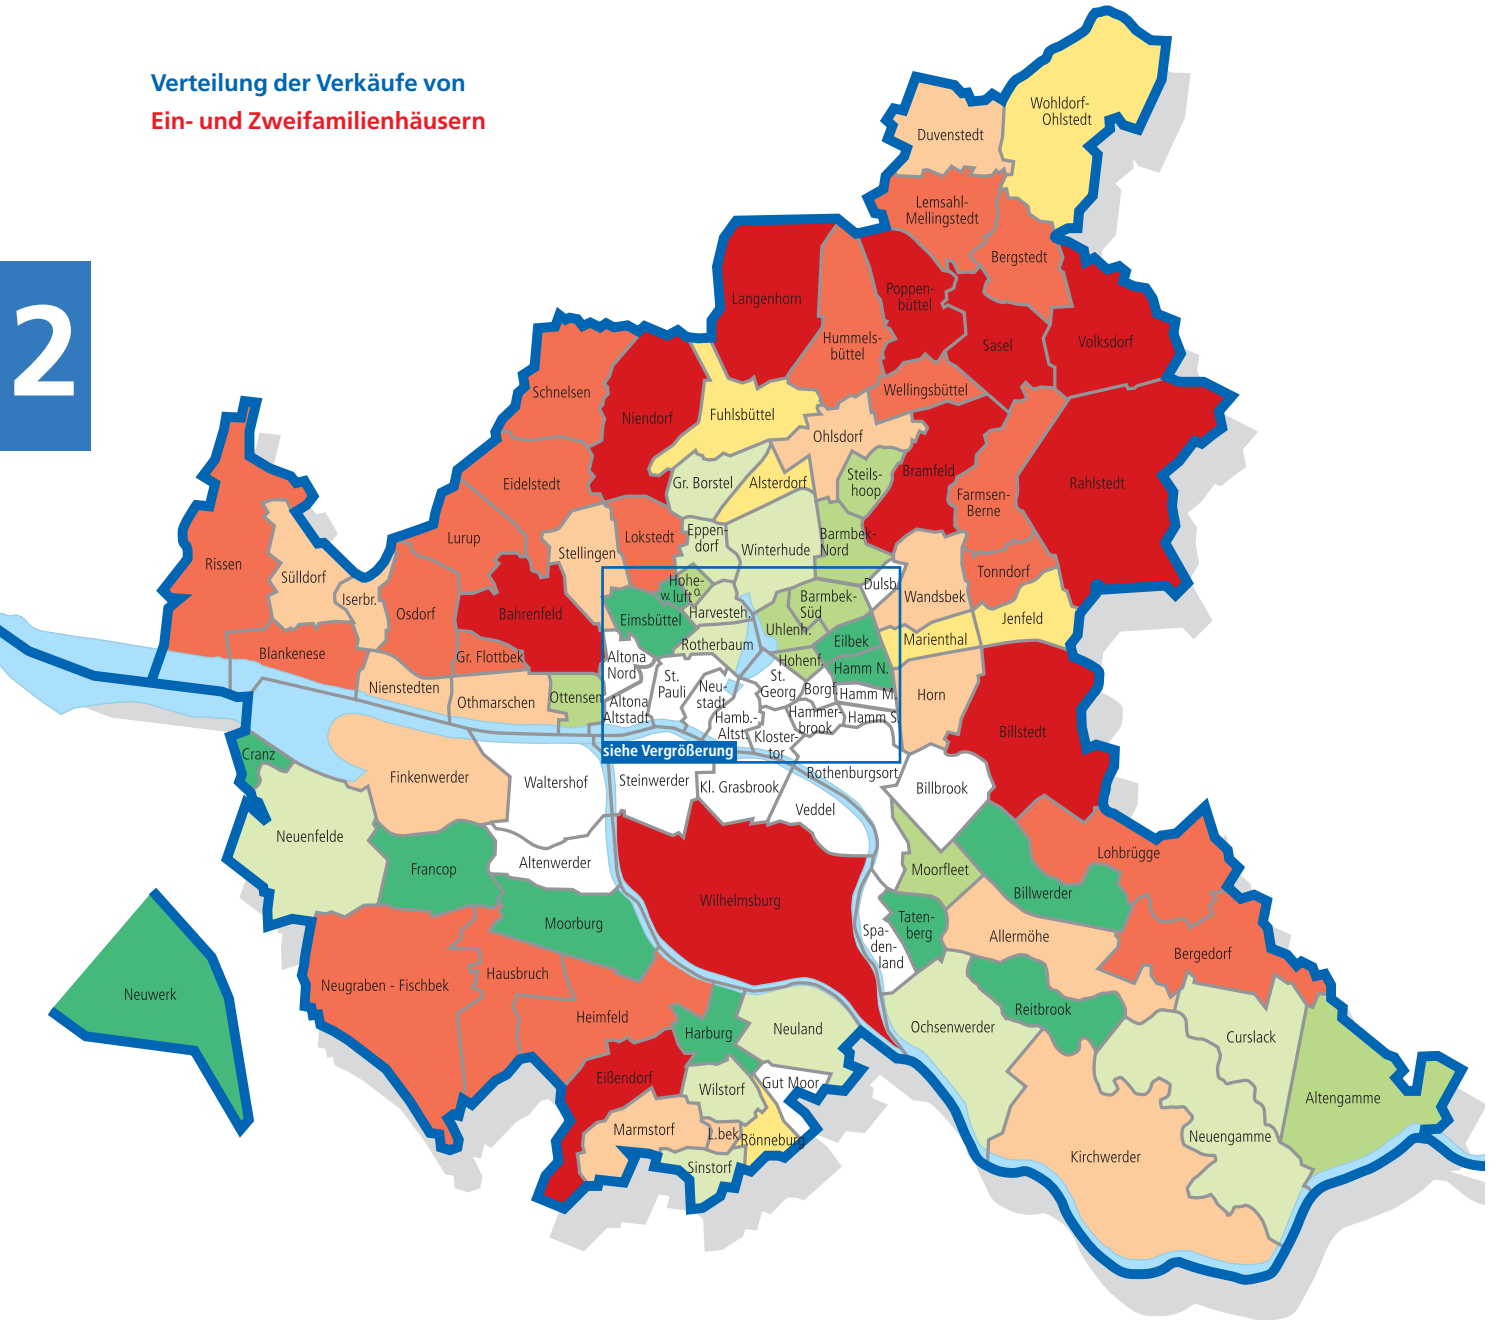 Verteilung der Verkäufe von
Ein- und Zweifamilienhäusern
2
Wohldorf-
Ohlstedt
Duvenstedt
Lemsahl-
Mellingstedt
Bergstedt
Langenhorn
Poppen-
büttel
Hummels-
büttel
Sasel
Volksdorf
Schnelsen
Niendorf
Fuhlsbüttel
Wellingsbüttel
Ohlsdorf
Eidelstedt
Gr. Borstel
Alsterdorf
Steils-
hoop
Bramfeld
Farmsen-
Berne
Rahlstedt
Lurup
Stellingen
Lokstedt
Eppen-
dorf
Winterhude
Barmbek-
Nord
Rissen
Sülldorf
Iserbr.
Osdorf
Bahrenfeld
Hohe-
w.luft
o.
Dulsb.
Tonndorf
Wandsbek
Eimsbüttel
Harvesteh.
Barmbek-
Süd
Uhlenh.
Jenfeld
Marienthal
Eilbek
Blankenese
Gr. Flottbek
Rotherbaum
Altona
Nord
Hohenf.
Hamm N.
Nienstedten
Othmarschen
Ottensen
St.
Pauli
Neu-
stadt
St.
Georg
Borgf.
Hamm M.
Horn
Altona
Altstadt
Hamb.-
Altst.
Hammer-
brook
Hamm S.
Kloster-
tor
Billstedt
siehe Vergrößerung
Cranz
Finkenwerder
Waltershof
Steinwerder
Kl. Grasbrook
Rothenburgsort
Veddel
Billbrook
Neuenfelde
Francop
Altenwerder
Moorfleet
Lohbrügge
Billwerder
Moorburg
Wilhelmsburg
Taten-
berg
Spa-
den-
land
Allermöhe
Bergedorf
Neuwerk
Neugraben - Fischbek
Hausbruch
Heimfeld
Harburg
Neuland
Ochsenwerder
Reitbrook
Curslack
Eißendorf
Wilstorf
Gut Moor
Altengamme
Marmstorf
L.bek
Rönneburg
Neuengamme
Sinstorf
Kirchwerder